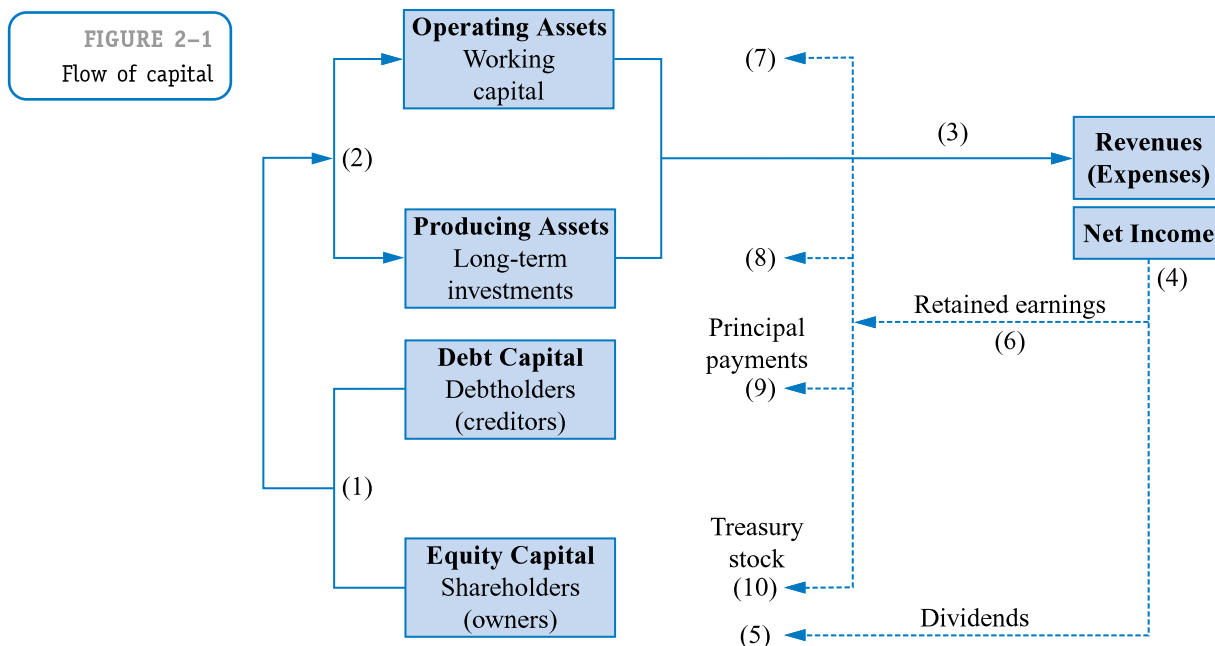 FIGURE 2–1
Flow of capital
Operating Assets
Working
capital
(2)
Producing Assets
Long-term
investments
Debt Capital
Debtholders
(creditors)
(1)
Equity Capital
Shareholders
(owners)
(7)
(3)
Revenues
(Expenses)
Net Income
(4)
(8)
Retained earnings
(6)
Principal
payments
(9)
Treasury
stock
(10)
Dividends
(5)